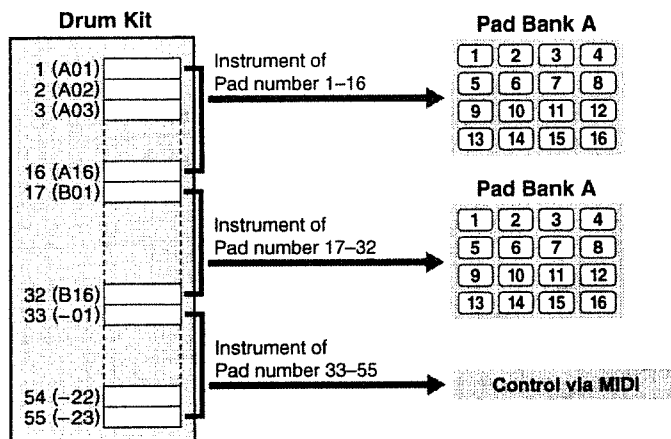 Drum Kit
1 (A01)
2 (A02)
3 (A03)
16 (A16)
17 (B01)
32 (B16)
33 (–01)
54 (–22)
55 (–23)
Instrument of
Pad number 1–16
Pad Bank A
1 2 3 4
5 6 7 8
9 10 11 12
13 14 15 16
Instrument of
Pad number 17–32
Pad Bank A
1 2 3 4
5 6 7 8
9 10 11 12
13 14 15 16
Instrument of
Pad number 33–55
Control via MIDI